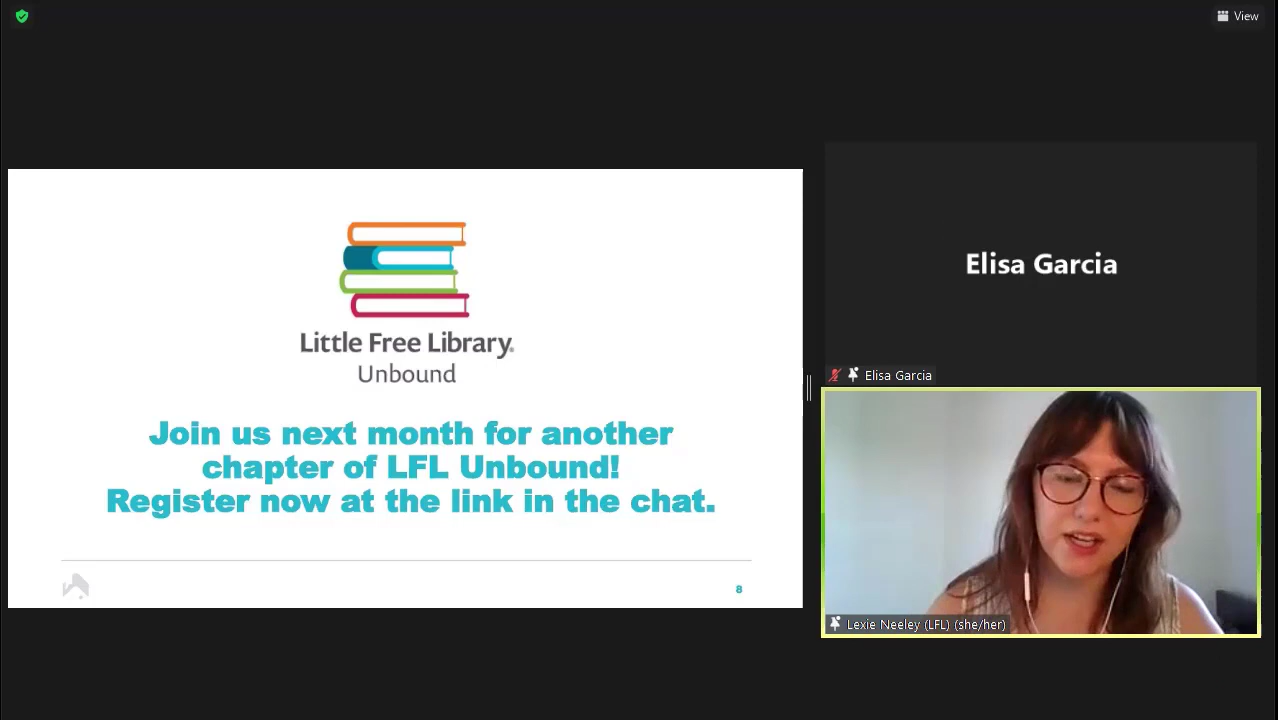 View
Little Free Library®
Unbound
Join us next month for another
chapter of LFL Unbound!
Register now at the link in the chat.
8
Elisa Garcia
Elisa Garcia
Lexie Neeley (LFL) (she/her)